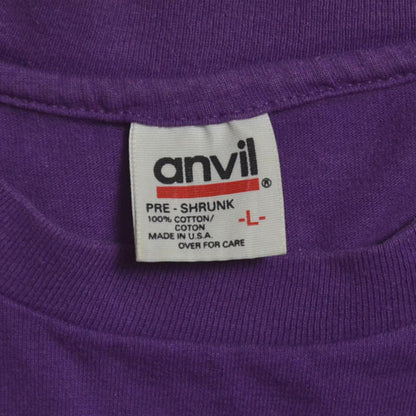 anvil
®
PRE - SHRUNK
100% COTTON/
COTON
-L-
MADE IN U.S.A.
OVER FOR CARE